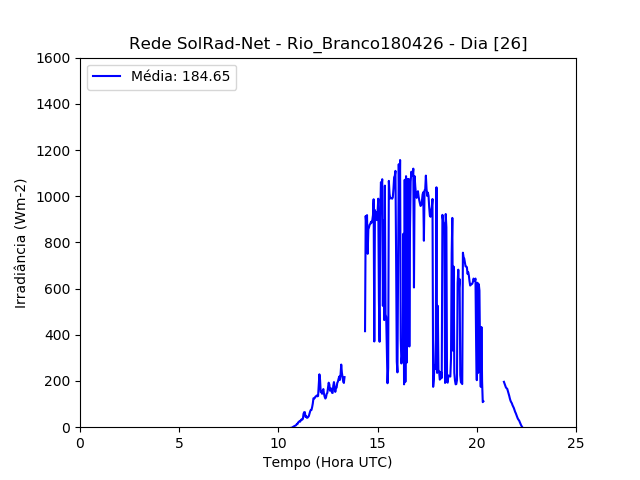 Rede SolRad-Net - Rio_Branco180426 - Dia [26]
Média: 184.65
Irradiância (Wm-2)
1600
1400
1200
1000
800
600
400
200
0
0 5 10 15 20 25
Tempo (Hora UTC)